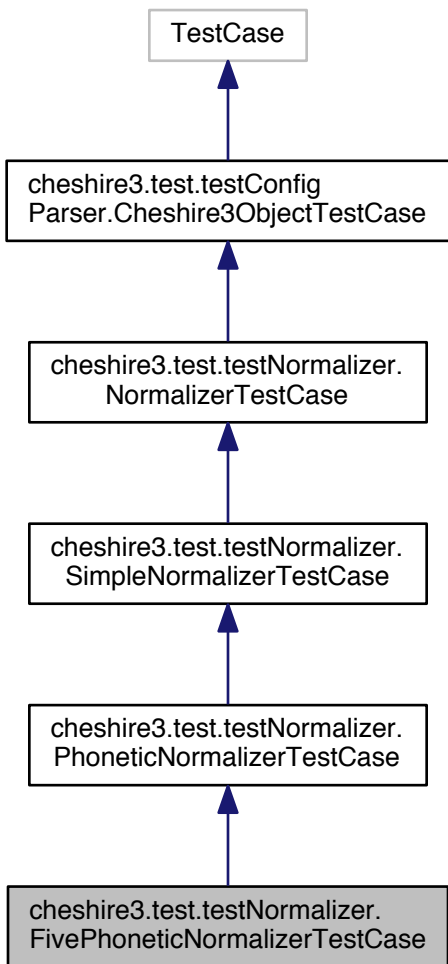 TestCase
cheshire3.test.testConfig
Parser.Cheshire3ObjectTestCase
cheshire3.test.testNormalizer.
NormalizerTestCase
cheshire3.test.testNormalizer.
SimpleNormalizerTestCase
cheshire3.test.testNormalizer.
PhoneticNormalizerTestCase
cheshire3.test.testNormalizer.
FivePhoneticNormalizerTestCase